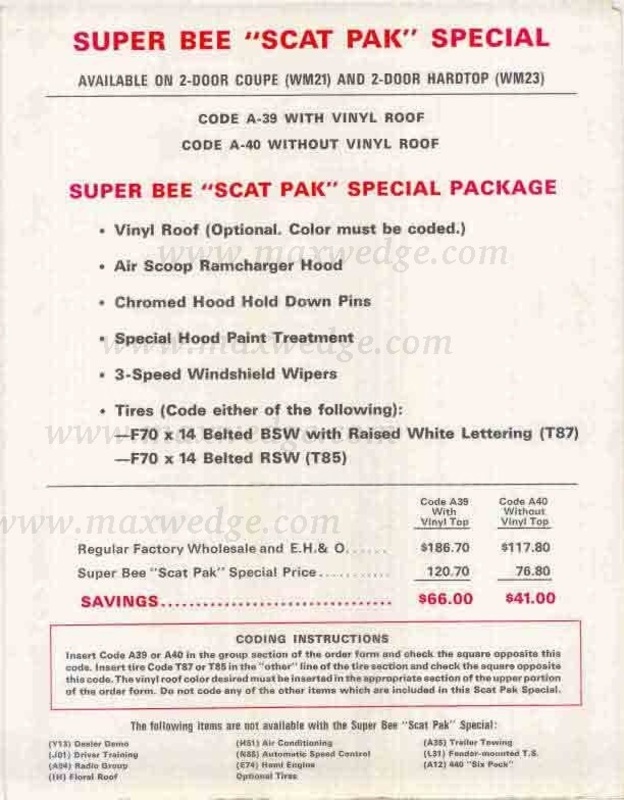 SUPER BEE "SCAT PAK" SPECIAL
AVAILABLE ON 2-DOOR COUPE (WM21) AND 2-DOOR HARDTOP (WM23)
CODE A-39 WITH VINYL ROOF
CODE A-40 WITHOUT VINYL ROOF
SUPER BEE "SCAT PAK" SPECIAL PACKAGE
• Vinyl Roof (Optional. Color must be coded.)
www.maxwedge.com
• Air Scoop Ramcharger Hood
• Chromed Hood Hold Down Pins
• Special Hood Paint Treatment
www.maxwedge.com
• 3-Speed Windshield Wipers
• Tires (Code either of the following):
—F70 x 14 Belted BSW with Raised White Lettering (T87)
www.maxwedge.com
—F70 x 14 Belted RSW (T85)
Code A39 With Vinyl Top
Code A40 Without Vinyl Top
www.maxwedge.com
Regular Factory Wholesale and E.H.& O....... $186.70 $117.80
Super Bee "Scat Pak" Special Price........... 120.70 76.80
SAVINGS................................. $66.00 $41.00
CODING INSTRUCTIONS
Insert Code A39 or A40 in the group section of the order form and check the square opposite this
code. Insert tire Code T87 or T85 in the "other" line of the tire section and check the square opposite
this code. The vinyl roof color desired must be inserted in the appropriate section of the upper portion
of the order form. Do not code any of the other items which are included in this Scat Pak Special.
The following items are not available with the Super Bee "Scat Pak" Special:
(Y13) Dealer Demo
(J01) Driver Training
(A04) Radio Group
(IH) Floral Roof
(H51) Air Conditioning
(N88) Automatic Speed Control
(E74) Hemi Engine
Optional Tires
(A35) Trailer Towing
(L31) Fender-mounted T.S.
(A12) 440 "Six Pack"